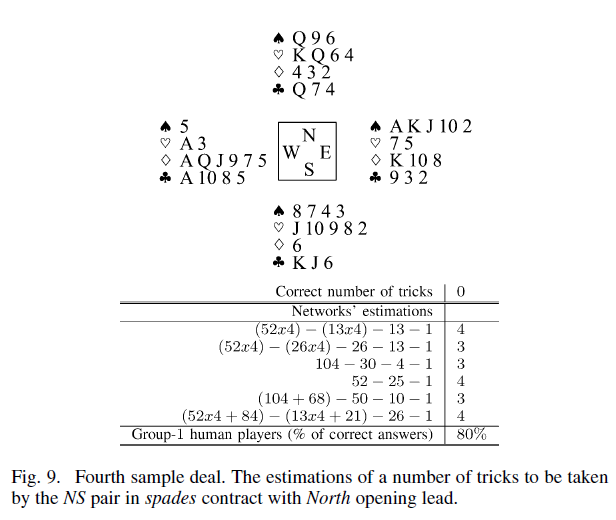 ♠ Q 9 6
♡ K Q 6 4
♢ 4 3 2
♣ Q 7 4
♠ 5
♡ A 3
♢ A Q J 9 7 5
♣ A 10 8 5
N
W E
S
♠ A K J 10 2
♡ 7 5
♢ K 10 8
♣ 9 3 2
♠ 8 7 4 3
♡ J 10 9 8 2
♢ 6
♣ K J 6
Correct number of tricks 0
Networks' estimations
(52x4) − (13x4) − 13 − 1 4
(52x4) − (26x4) − 26 − 13 − 1 3
104 − 30 − 4 − 1 3
52 − 25 − 1 4
(104 + 68) − 50 − 10 − 1 3
(52x4 + 84) − (13x4 + 21) − 26 − 1 4
Group-1 human players (% of correct answers) 80%
Fig. 9. Fourth sample deal. The estimations of a number of tricks to be taken
by the NS pair in spades contract with North opening lead.